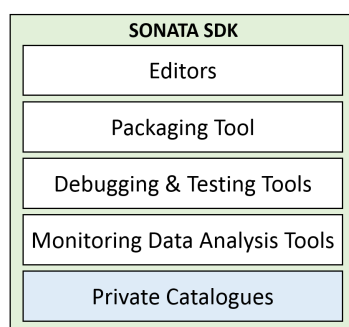 SONATA SDK
Editors
Packaging Tool
Debugging & Testing Tools
Monitoring Data Analysis Tools
Private Catalogues